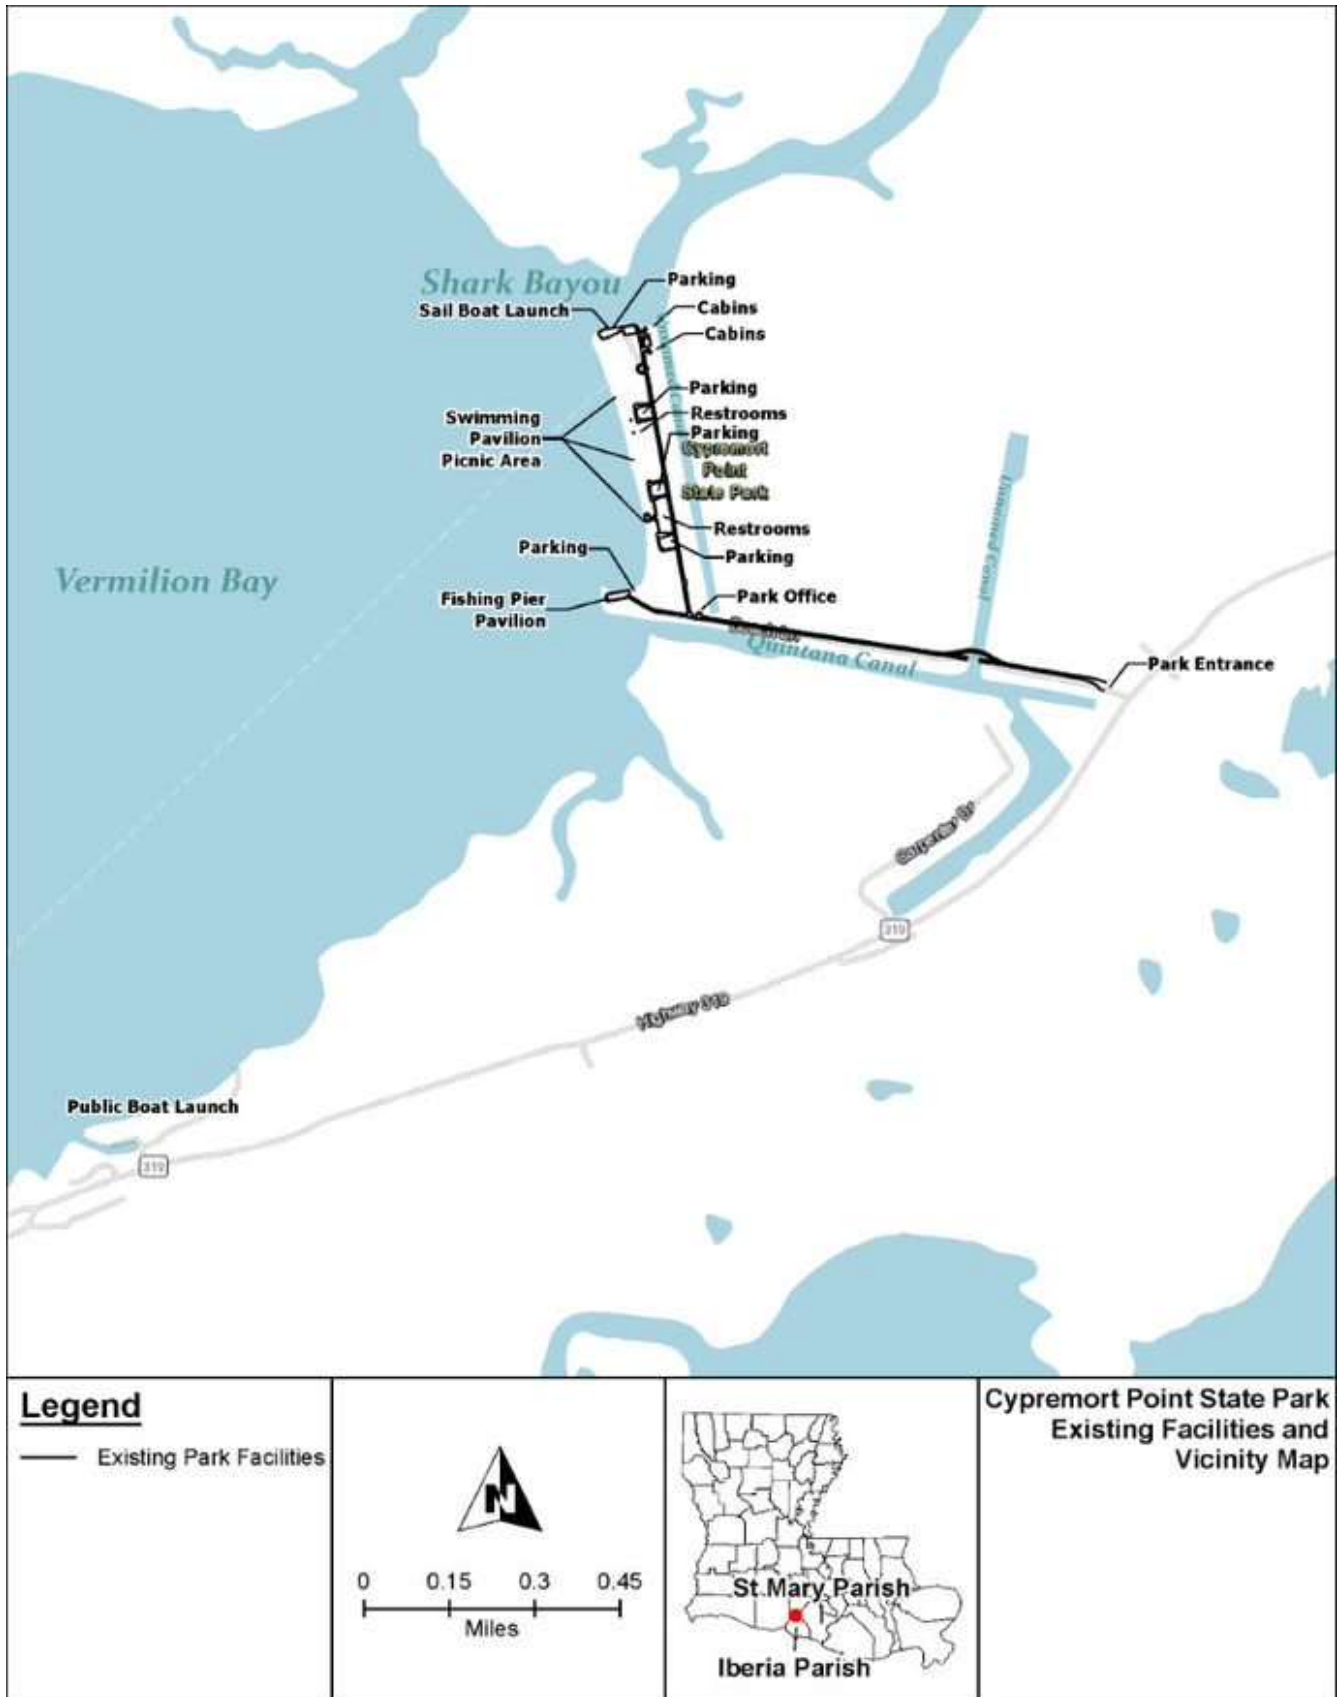 Shark Bayou
Parking
Sail Boat Launch
Cabins
Cabins
Parking
Swimming
Pavilion
Picnic Area
Restrooms
Parking
Cypremort
Point
State Park
Unnamed Canal
Restrooms
Parking
Parking
Vermilion Bay
Fishing Pier
Pavilion
Park Office
Quintana Canal
Park Entrance
Carpenter Dr
319
Highway 319
Public Boat Launch
319
Legend
Existing Park Facilities
N
0 0.15 0.3 0.45
Miles
St Mary Parish
Iberia Parish
Cypremort Point State Park
Existing Facilities and
Vicinity Map